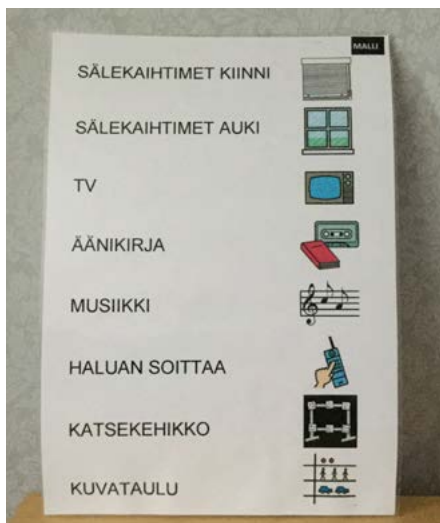 MALLI
SÄLEKAIHTIMET KIINNI
SÄLEKAIHTIMET AUKI
TV
ÄÄNIKIRJA
MUSIIKKI
HALUAN SOITTAA
KATSEKEHIKKO
KUVATAULU